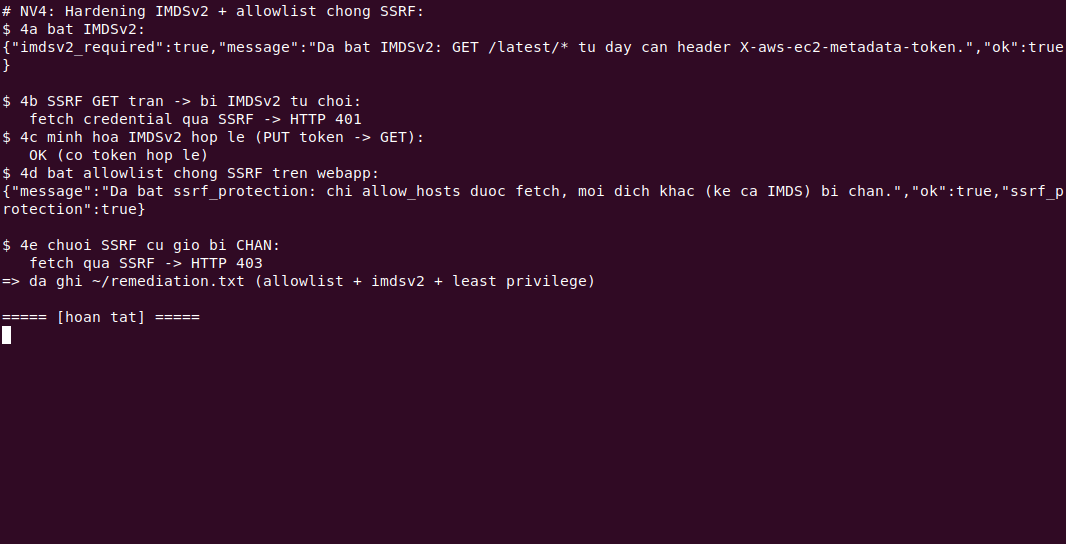 # NV4: Hardening IMDSv2 + allowlist chong SSRF:
$ 4a bat IMDSv2:
{"imdsv2_required":true,"message":"Da bat IMDSv2: GET /latest/* tu day can header X-aws-ec2-metadata-token.","ok":true
}
$ 4b SSRF GET tran -> bi IMDSv2 tu choi:
   fetch credential qua SSRF -> HTTP 401
$ 4c minh hoa IMDSv2 hop le (PUT token -> GET):
   OK (co token hop le)
$ 4d bat allowlist chong SSRF tren webapp:
{"message":"Da bat ssrf_protection: chi allow_hosts duoc fetch, moi dich khac (ke ca IMDS) bi chan.","ok":true,"ssrf_p
rotection":true}
$ 4e chuoi SSRF cu gio bi CHAN:
   fetch qua SSRF -> HTTP 403
=> da ghi ~/remediation.txt (allowlist + imdsv2 + least privilege)
===== [hoan tat] =====